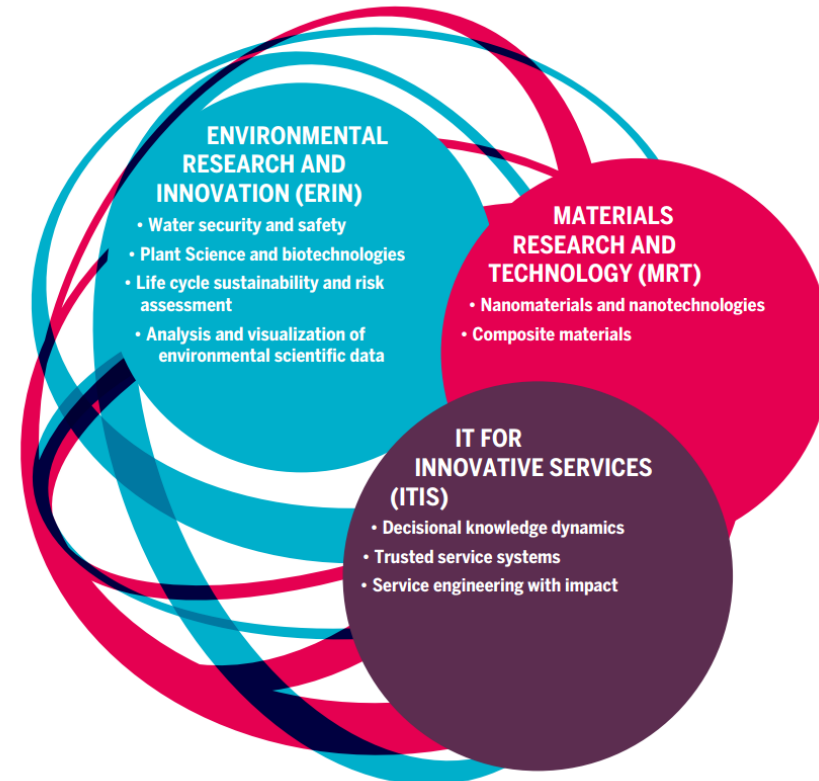 ENVIRONMENTAL
RESEARCH AND
INNOVATION (ERIN)
• Water security and safety
• Plant Science and biotechnologies
• Life cycle sustainability and risk
assessment
• Analysis and visualization of
environmental scientific data
MATERIALS
RESEARCH AND
TECHNOLOGY (MRT)
• Nanomaterials and nanotechnologies
• Composite materials
IT FOR
INNOVATIVE SERVICES
(ITIS)
• Decisional knowledge dynamics
• Trusted service systems
• Service engineering with impact